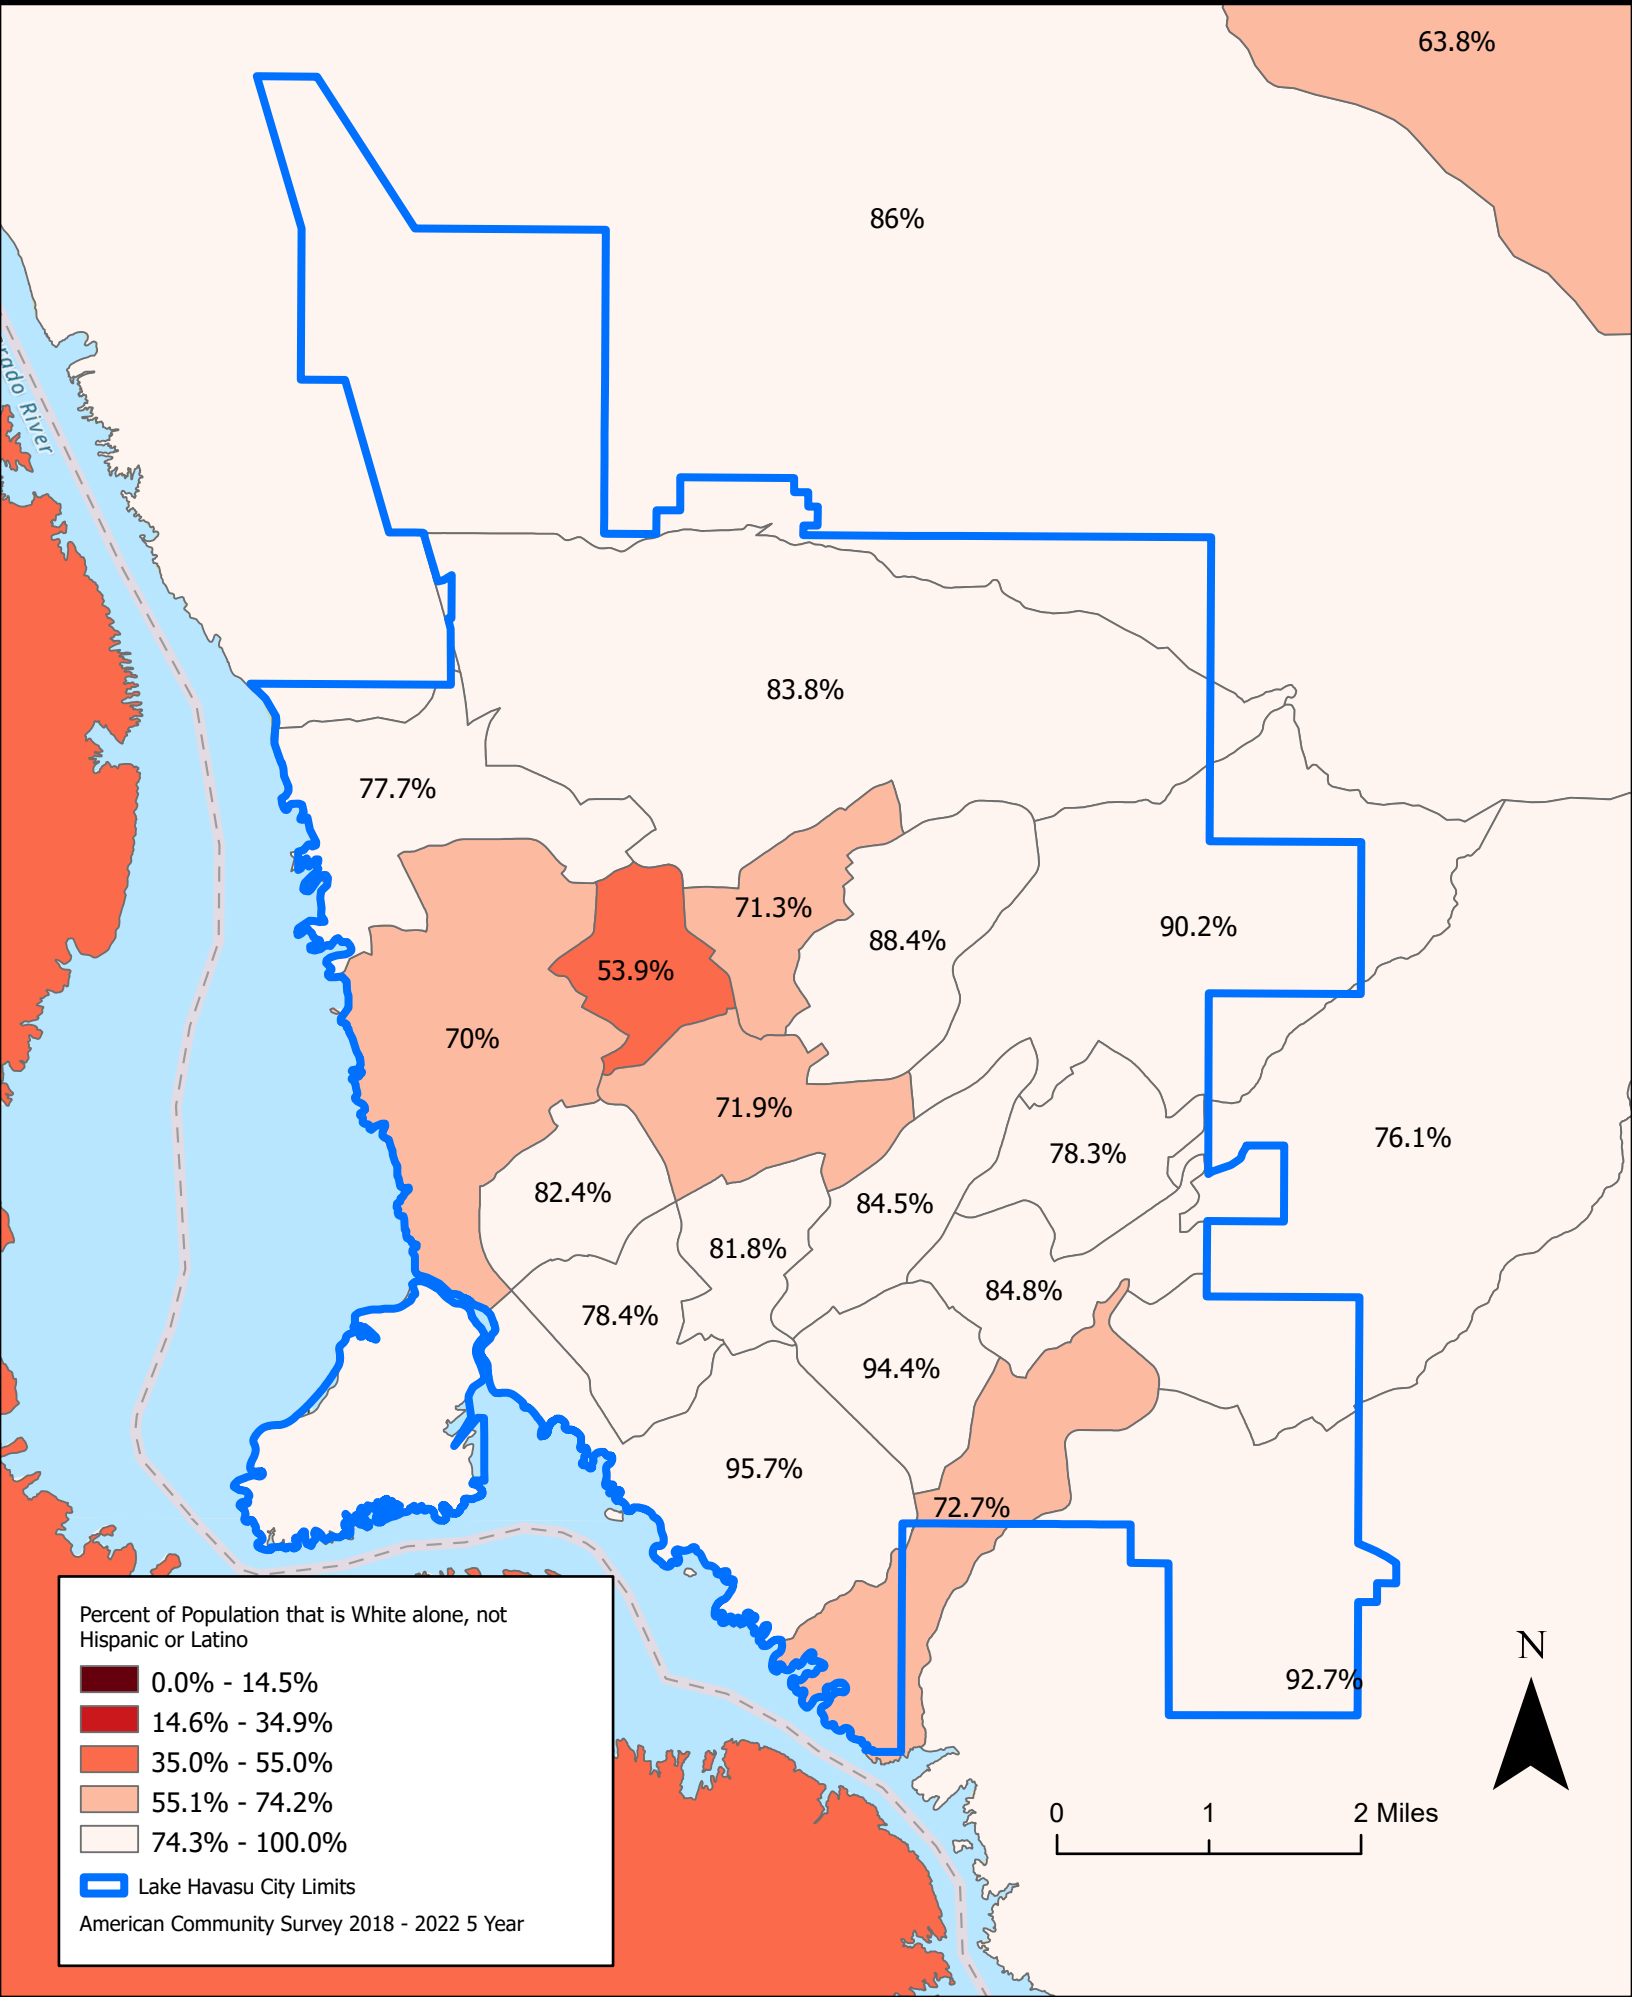 63.8%
86%
rado River
83.8%
77.7%
71.3%
90.2%
88.4%
53.9%
70%
71.9%
76.1%
78.3%
82.4%
84.5%
81.8%
84.8%
78.4%
94.4%
95.7%
72.7%
92.7%
Percent of Population that is White alone, not
Hispanic or Latino
0.0% - 14.5%
14.6% - 34.9%
35.0% - 55.0%
55.1% - 74.2%
74.3% - 100.0%
Lake Havasu City Limits
American Community Survey 2018 - 2022 5 Year
N
0 1 2 Miles